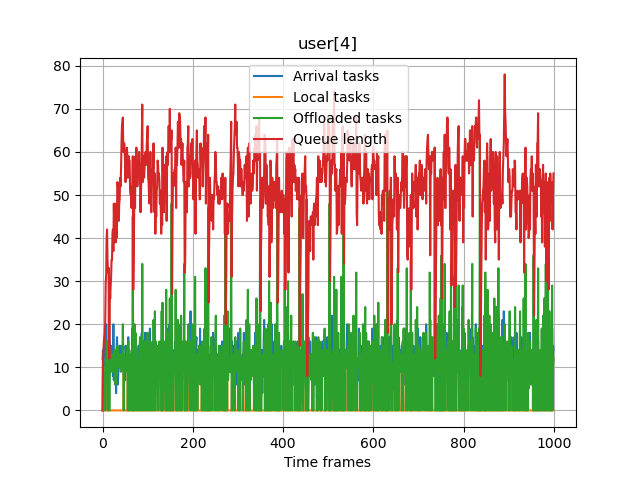 user[4]
80
70
60
50
40
30
20
10
0
Arrival tasks
Local tasks
Offloaded tasks
Queue length
0 200 400 600 800 1000
Time frames